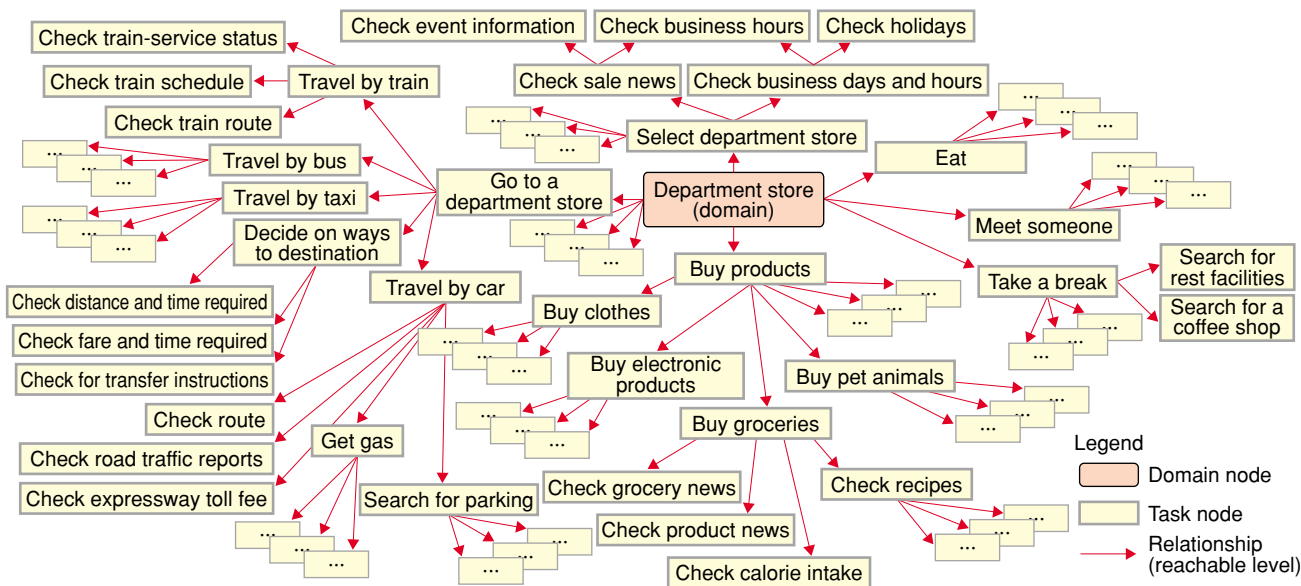 Check event information
Check business hours
Check holidays
Check train-service status
Check train schedule
Travel by train
Check sale news
Check business days and hours
Check train route
...
...
...
Select department store
...
...
...
Eat
...
...
...
Travel by bus
...
...
...
Travel by taxi
Go to a
department store
Department store
(domain)
...
...
...
Meet someone
...
...
...
Decide on ways
to destination
...
...
...
Buy products
Search for
rest facilities
Take a break
Search for a
coffee shop
Check distance and time required
Travel by car
Buy clothes
...
...
...
...
...
...
Check fare and time required
...
...
...
Check for transfer instructions
Buy electronic
products
Buy pet animals
Check route
...
...
...
...
...
...
Get gas
Buy groceries
Check road traffic reports
Check expressway toll fee
Search for parking
Check grocery news
Check recipes
Check product news
Check calorie intake
...
...
...
...
...
...
...
...
...
Legend
Domain node
Task node
Relationship
(reachable level)